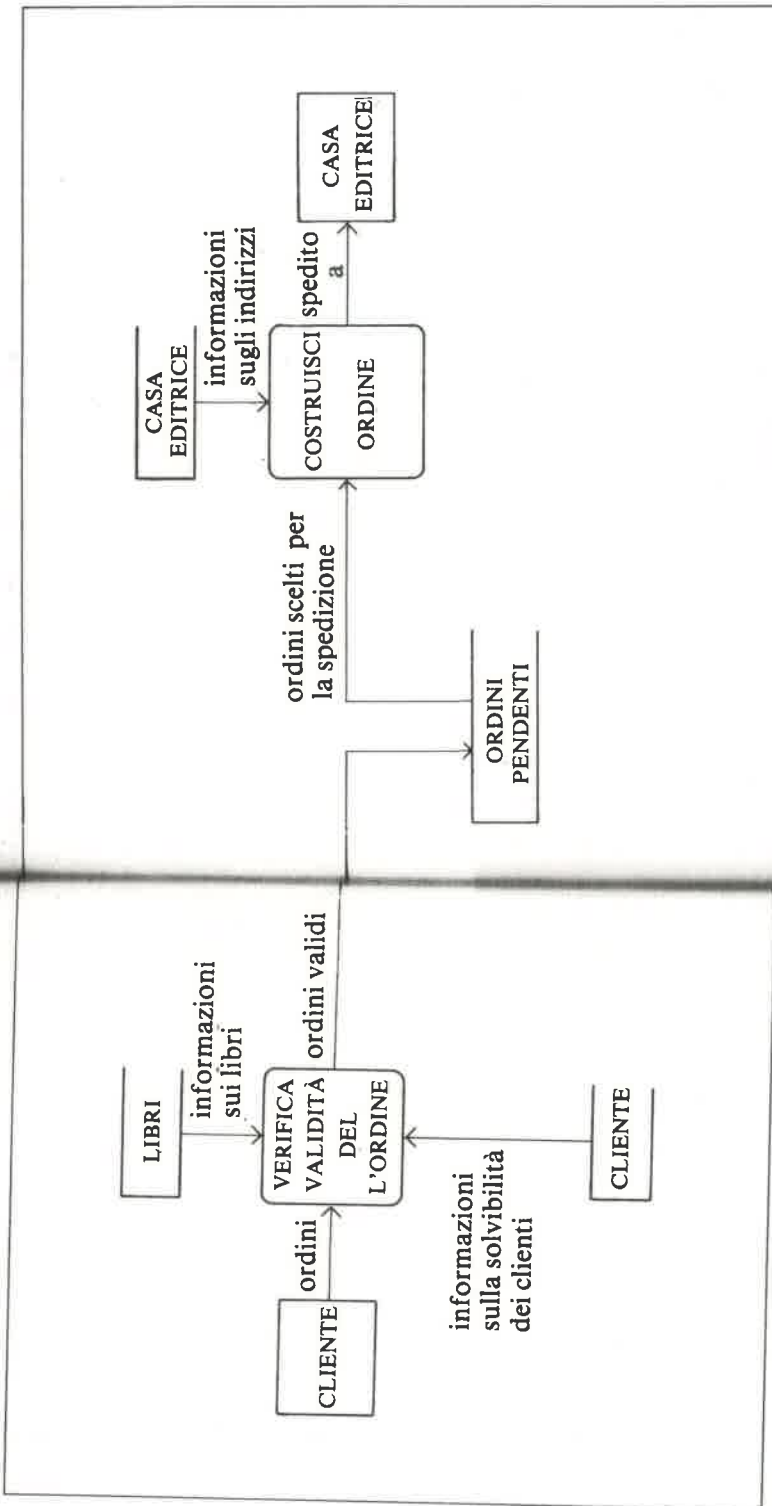 LIBRI
informazioni
sui libri
CLIENTE
ordini
VERIFICA
VALIDITÀ
DEL
L'ORDINE
ordini validi
informazioni
sulla solvibilità
dei clienti
CLIENTE
ORDINI
PENDENTI
ordini scelti per
la spedizione
CASA
EDITRICE
informazioni
sugli indirizzi
COSTRUISCI
ORDINE
spedito
a
CASA
EDITRICE